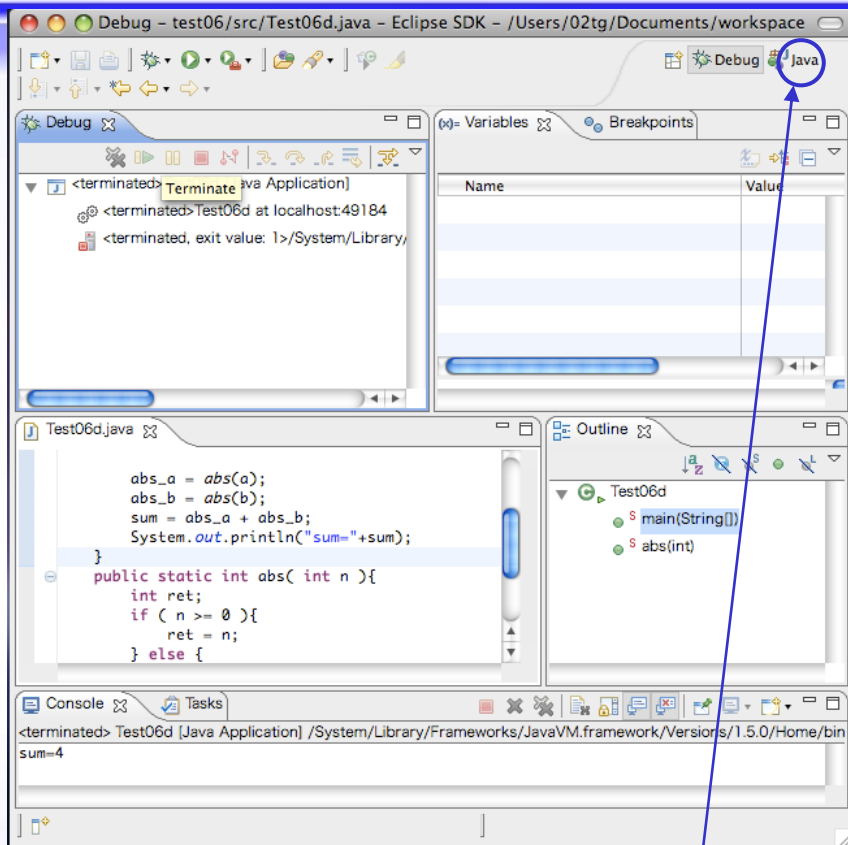 Debug - test06/src/Test06d.java - Eclipse SDK - /Users/02tg/Documents/workspace
Debug Java
Debug
Variables Breakpoints
<terminated> ava Application]
Terminate
<terminated>Test06d at localhost:49184
<terminated, exit value: 1>/System/Library/
Name Value
Test06d.java
abs_a = abs(a);
abs_b = abs(b);
sum = abs_a + abs_b;
System.out.println("sum="+sum);
}
public static int abs( int n ){
int ret;
if ( n >= 0 ){
ret = n;
} else {
Outline
Test06d
main(String[])
abs(int)
Console Tasks
<terminated> Test06d [Java Application] /System/Library/Frameworks/JavaVM.framework/Versions/1.5.0/Home/bin
sum=4